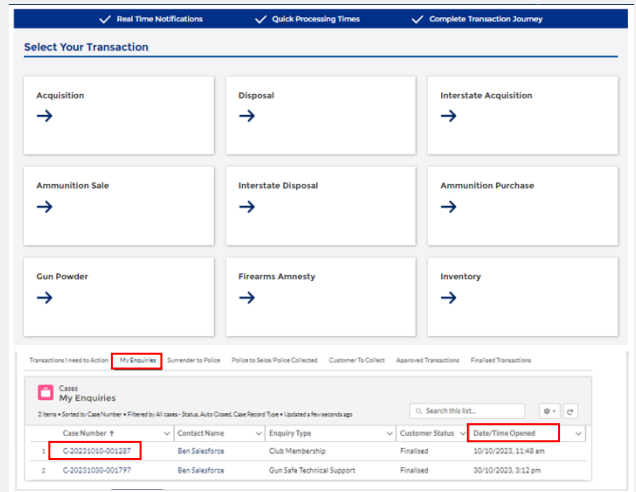 Real Time Notifications Quick Processing Times Complete Transaction Journey
Select Your Transaction
Acquisition Disposal Interstate Acquisition
Ammunition Sale Interstate Disposal Ammunition Purchase
Gun Powder Firearms Amnesty Inventory
Transactions I need to Action My Enquiries Surrender to Police Police to Seize/Police Collected Customer To Collect Approved Transactions Finalised Transactions
Cases
My Enquiries
2 items • Sorted by Case Number • Filtered by All cases - Status, Auto Closed, Case Record Type • Updated a few seconds ago Search this list...
Case Number ↑ Contact Name Enquiry Type Customer Status Date/Time Opened
1 C-20231010-001287 Ben Salesforce Club Membership Finalised 10/10/2023, 11:48 am
2 C-20231030-001797 Ben Salesforce Gun Safe Technical Support Finalised 30/10/2023, 3:12 pm